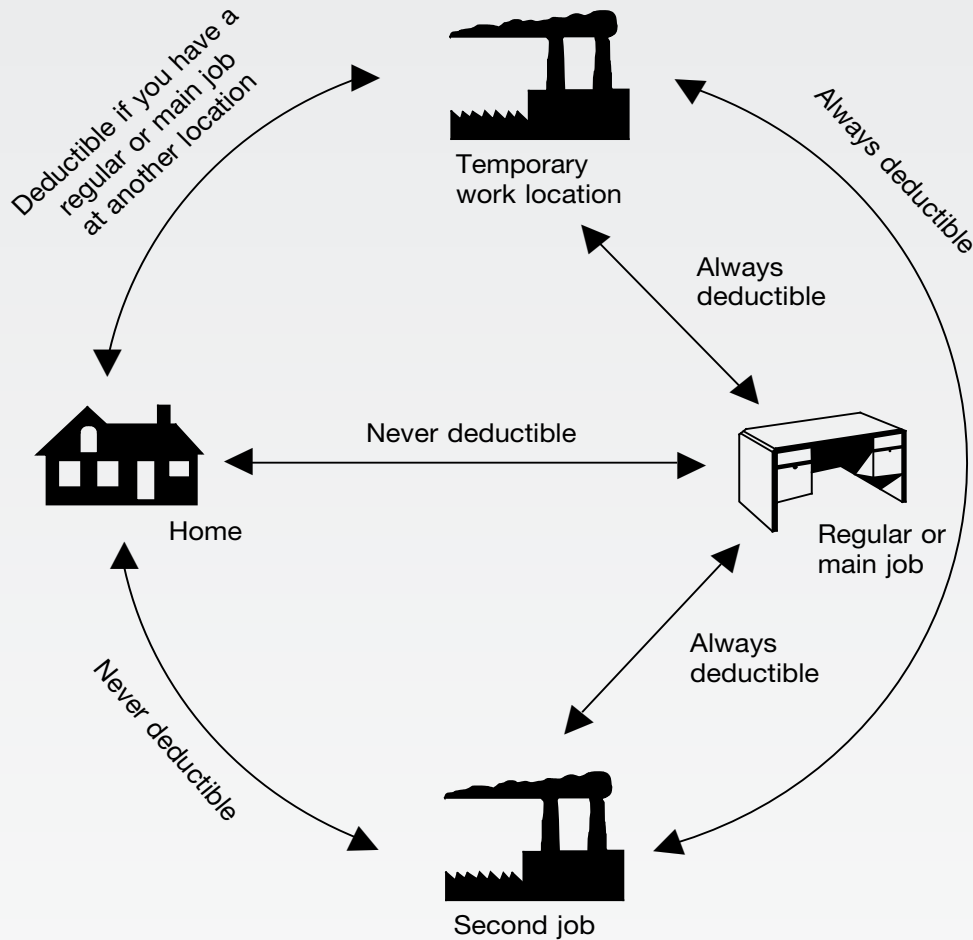 Deductible if you have a
regular or main job
at another location
Temporary
work location
Always deductible
Always
deductible
Never deductible
Home
Regular or
main job
Always
deductible
Never deductible
Second job